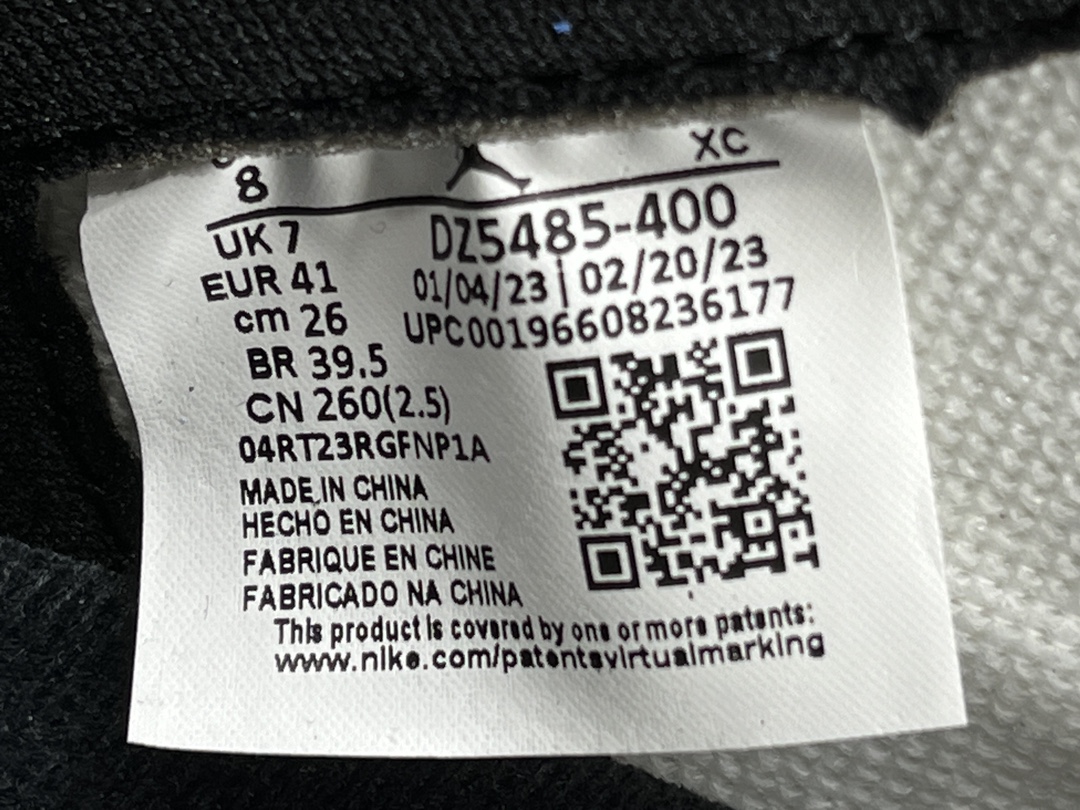 8
XC
UK 7
DZ5485-400
EUR 41
01/04/23 | 02/20/23
cm 26
UPC00196608236177
BR 39.5
CN 260(2.5)
04RT23RGFNP1A
MADE IN CHINA
HECHO EN CHINA
FABRIQUE EN CHINE
FABRICADO NA CHINA
This product is covered by one or more patents:
www.nike.com/patentsvirtualmarking